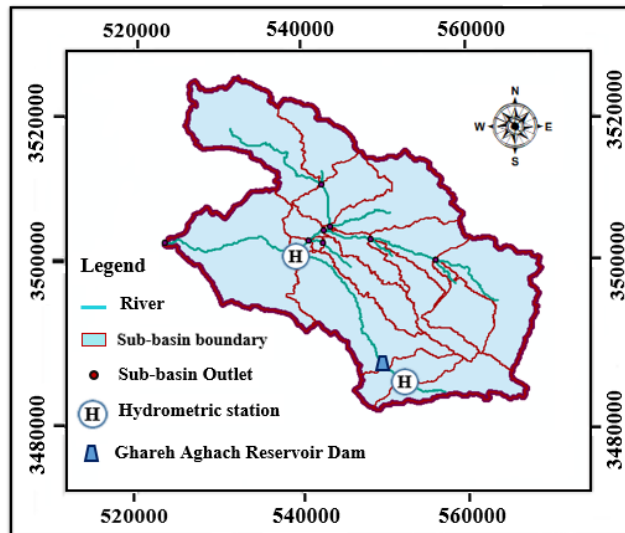 520000 540000 560000
N
W E
S
3520000 3520000
3500000 3500000
3480000 3480000
H
H
Legend
River
Sub-basin boundary
Sub-basin Outlet
H Hydrometric station
Ghareh Aghach Reservoir Dam
520000 540000 560000